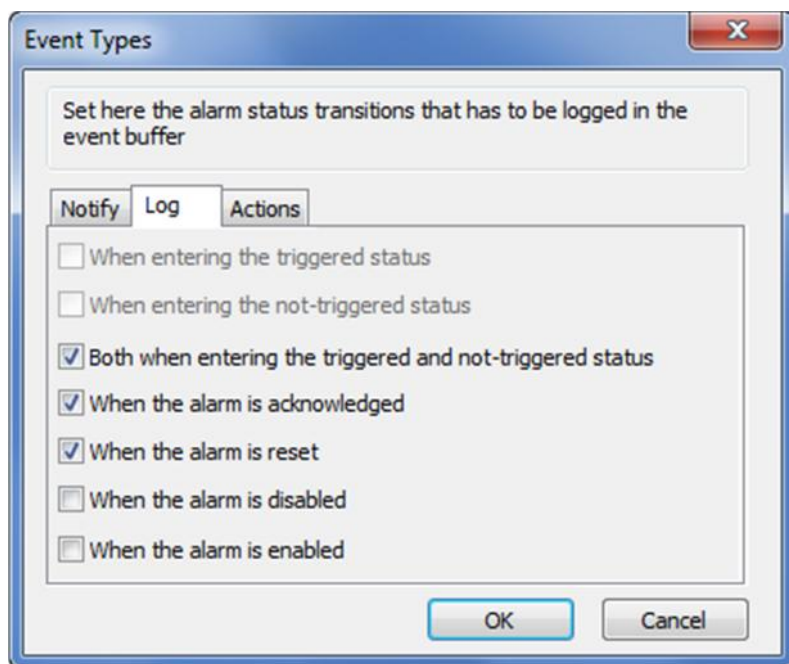 Event Types
Set here the alarm status transitions that has to be logged in the
event buffer
Notify Log Actions
When entering the triggered status
When entering the not-triggered status
Both when entering the triggered and not-triggered status
When the alarm is acknowledged
When the alarm is reset
When the alarm is disabled
When the alarm is enabled
OK Cancel